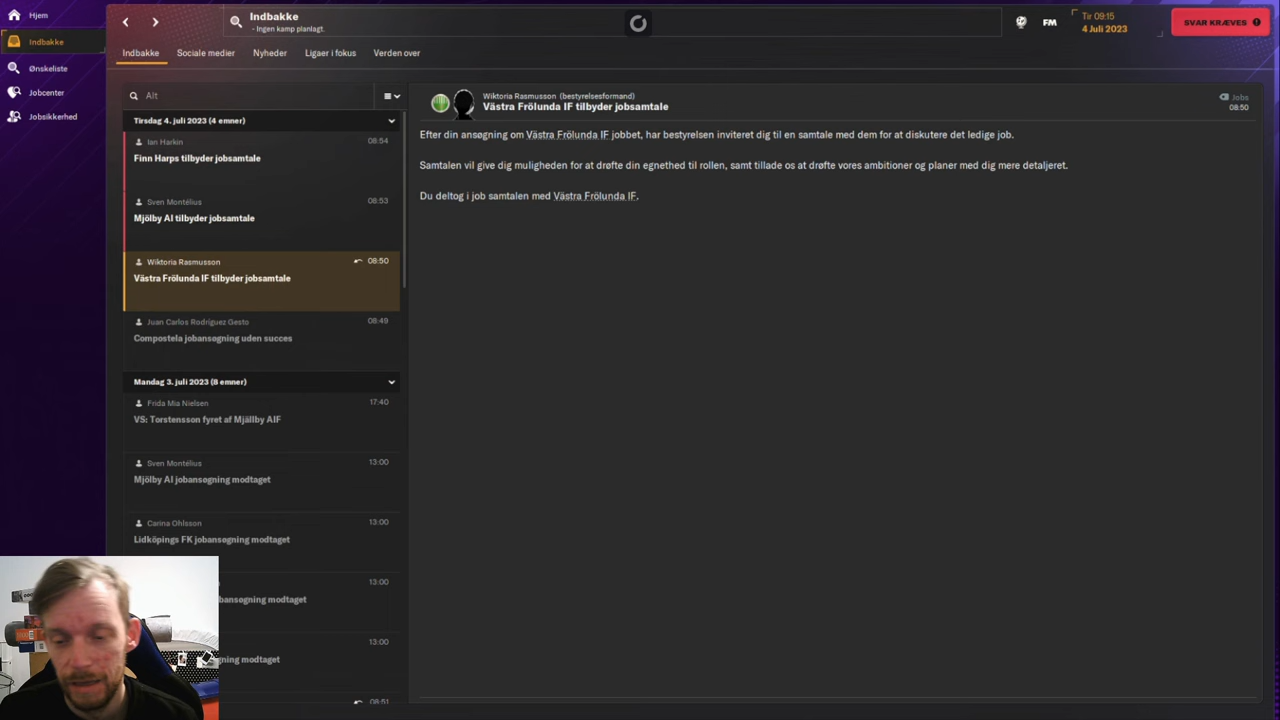 Hjem
Indbakke
Ønskeliste
Jobcenter
Jobsikkerhed
Indbakke
- Ingen kamp planlagt.
FM
Tir 09:15
4 Juli 2023
SVAR KRÆVES
Indbakke Sociale medier Nyheder Ligaer i fokus Verden over
Alt
Tirsdag 4. juli 2023 (4 emner)
Ian Harkin 08:54
Finn Harps tilbyder jobsamtale
Sven Montélius 08:53
Mjölby AI tilbyder jobsamtale
Wiktoria Rasmusson 08:50
Västra Frölunda IF tilbyder jobsamtale
Juan Carlos Rodríguez Gesto 08:49
Compostela jobansøgning uden succes
Mandag 3. juli 2023 (8 emner)
Frida Mia Nielsen 17:40
VS: Torstensson fyret af Mjällby AIF
Sven Montélius 13:00
Mjölby AI jobansøgning modtaget
Carina Ohlsson 13:00
Lidköpings FK jobansøgning modtaget
13:00
bansøgning modtaget
13:00
gning modtaget
08:51
Wiktoria Rasmusson (bestyrelsesformand)
Västra Frölunda IF tilbyder jobsamtale
Jobs
08:50
Efter din ansøgning om Västra Frölunda IF jobbet, har bestyrelsen inviteret dig til en samtale med dem for at diskutere det ledige job.
Samtalen vil give dig muligheden for at drøfte din egnethed til rollen, samt tillade os at drøfte vores ambitioner og planer med dig mere detaljeret.
Du deltog i job samtalen med Västra Frölunda IF.